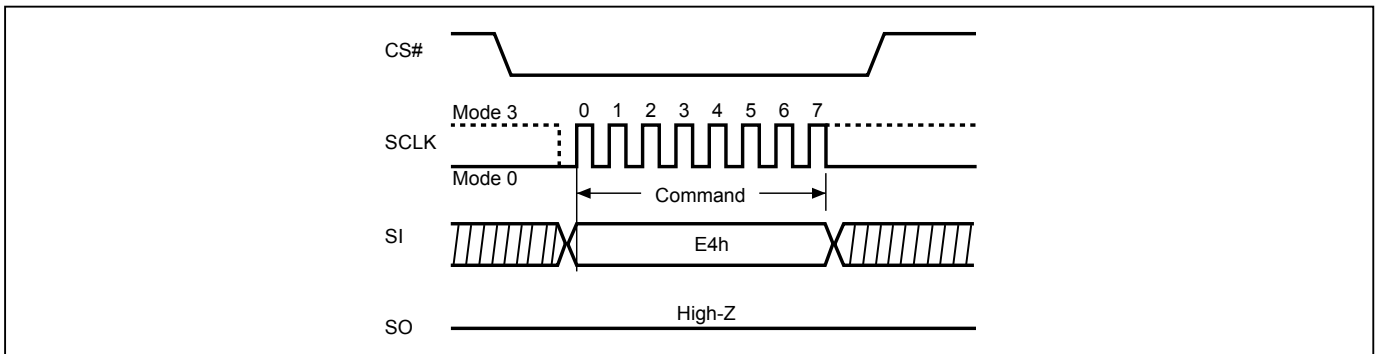 CS#
Mode 3
0 1 2 3 4 5 6 7
SCLK
Mode 0
Command
SI
E4h
High-Z
SO